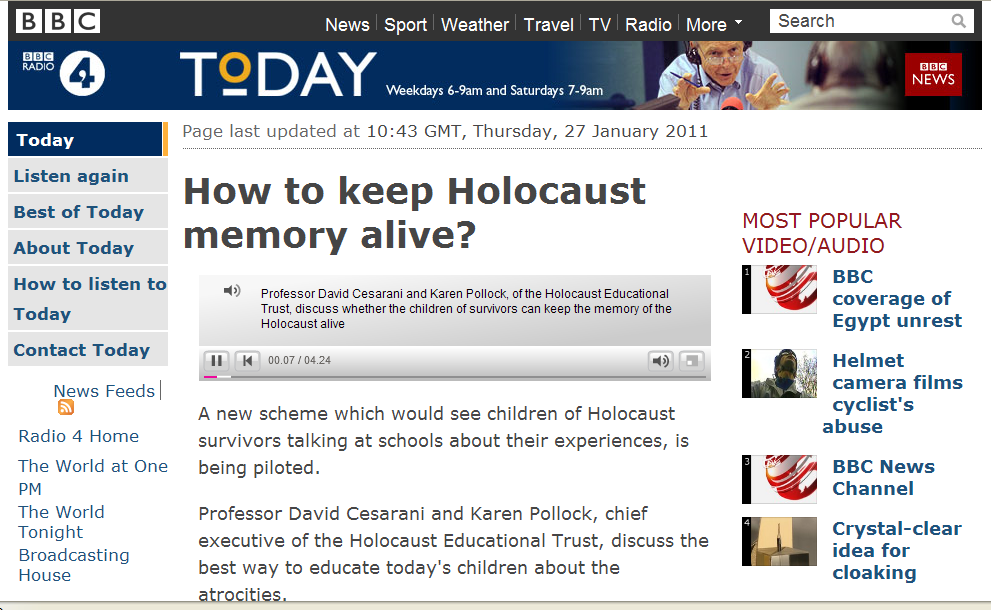 BBC
News Sport Weather Travel TV Radio More
Search
BBC
RADIO
4
TODAY
Weekdays 6-9am and Saturdays 7-9am
BBC
NEWS
Today
Listen again
Best of Today
About Today
How to listen to
Today
Contact Today
News Feeds
Radio 4 Home
The World at One
PM
The World
Tonight
Broadcasting
House
Page last updated at 10:43 GMT, Thursday, 27 January 2011
How to keep Holocaust
memory alive?
Professor David Cesarani and Karen Pollock, of the Holocaust Educational
Trust, discuss whether the children of survivors can keep the memory of the
Holocaust alive
00.07 / 04.24
A new scheme which would see children of Holocaust
survivors talking at schools about their experiences, is
being piloted.
Professor David Cesarani and Karen Pollock, chief
executive of the Holocaust Educational Trust, discuss the
best way to educate today's children about the
atrocities.
MOST POPULAR
VIDEO/AUDIO
1
BBC
coverage of
Egypt unrest
2
Helmet
camera films
cyclist's
abuse
3
BBC News
Channel
4
Crystal-clear
idea for
cloaking